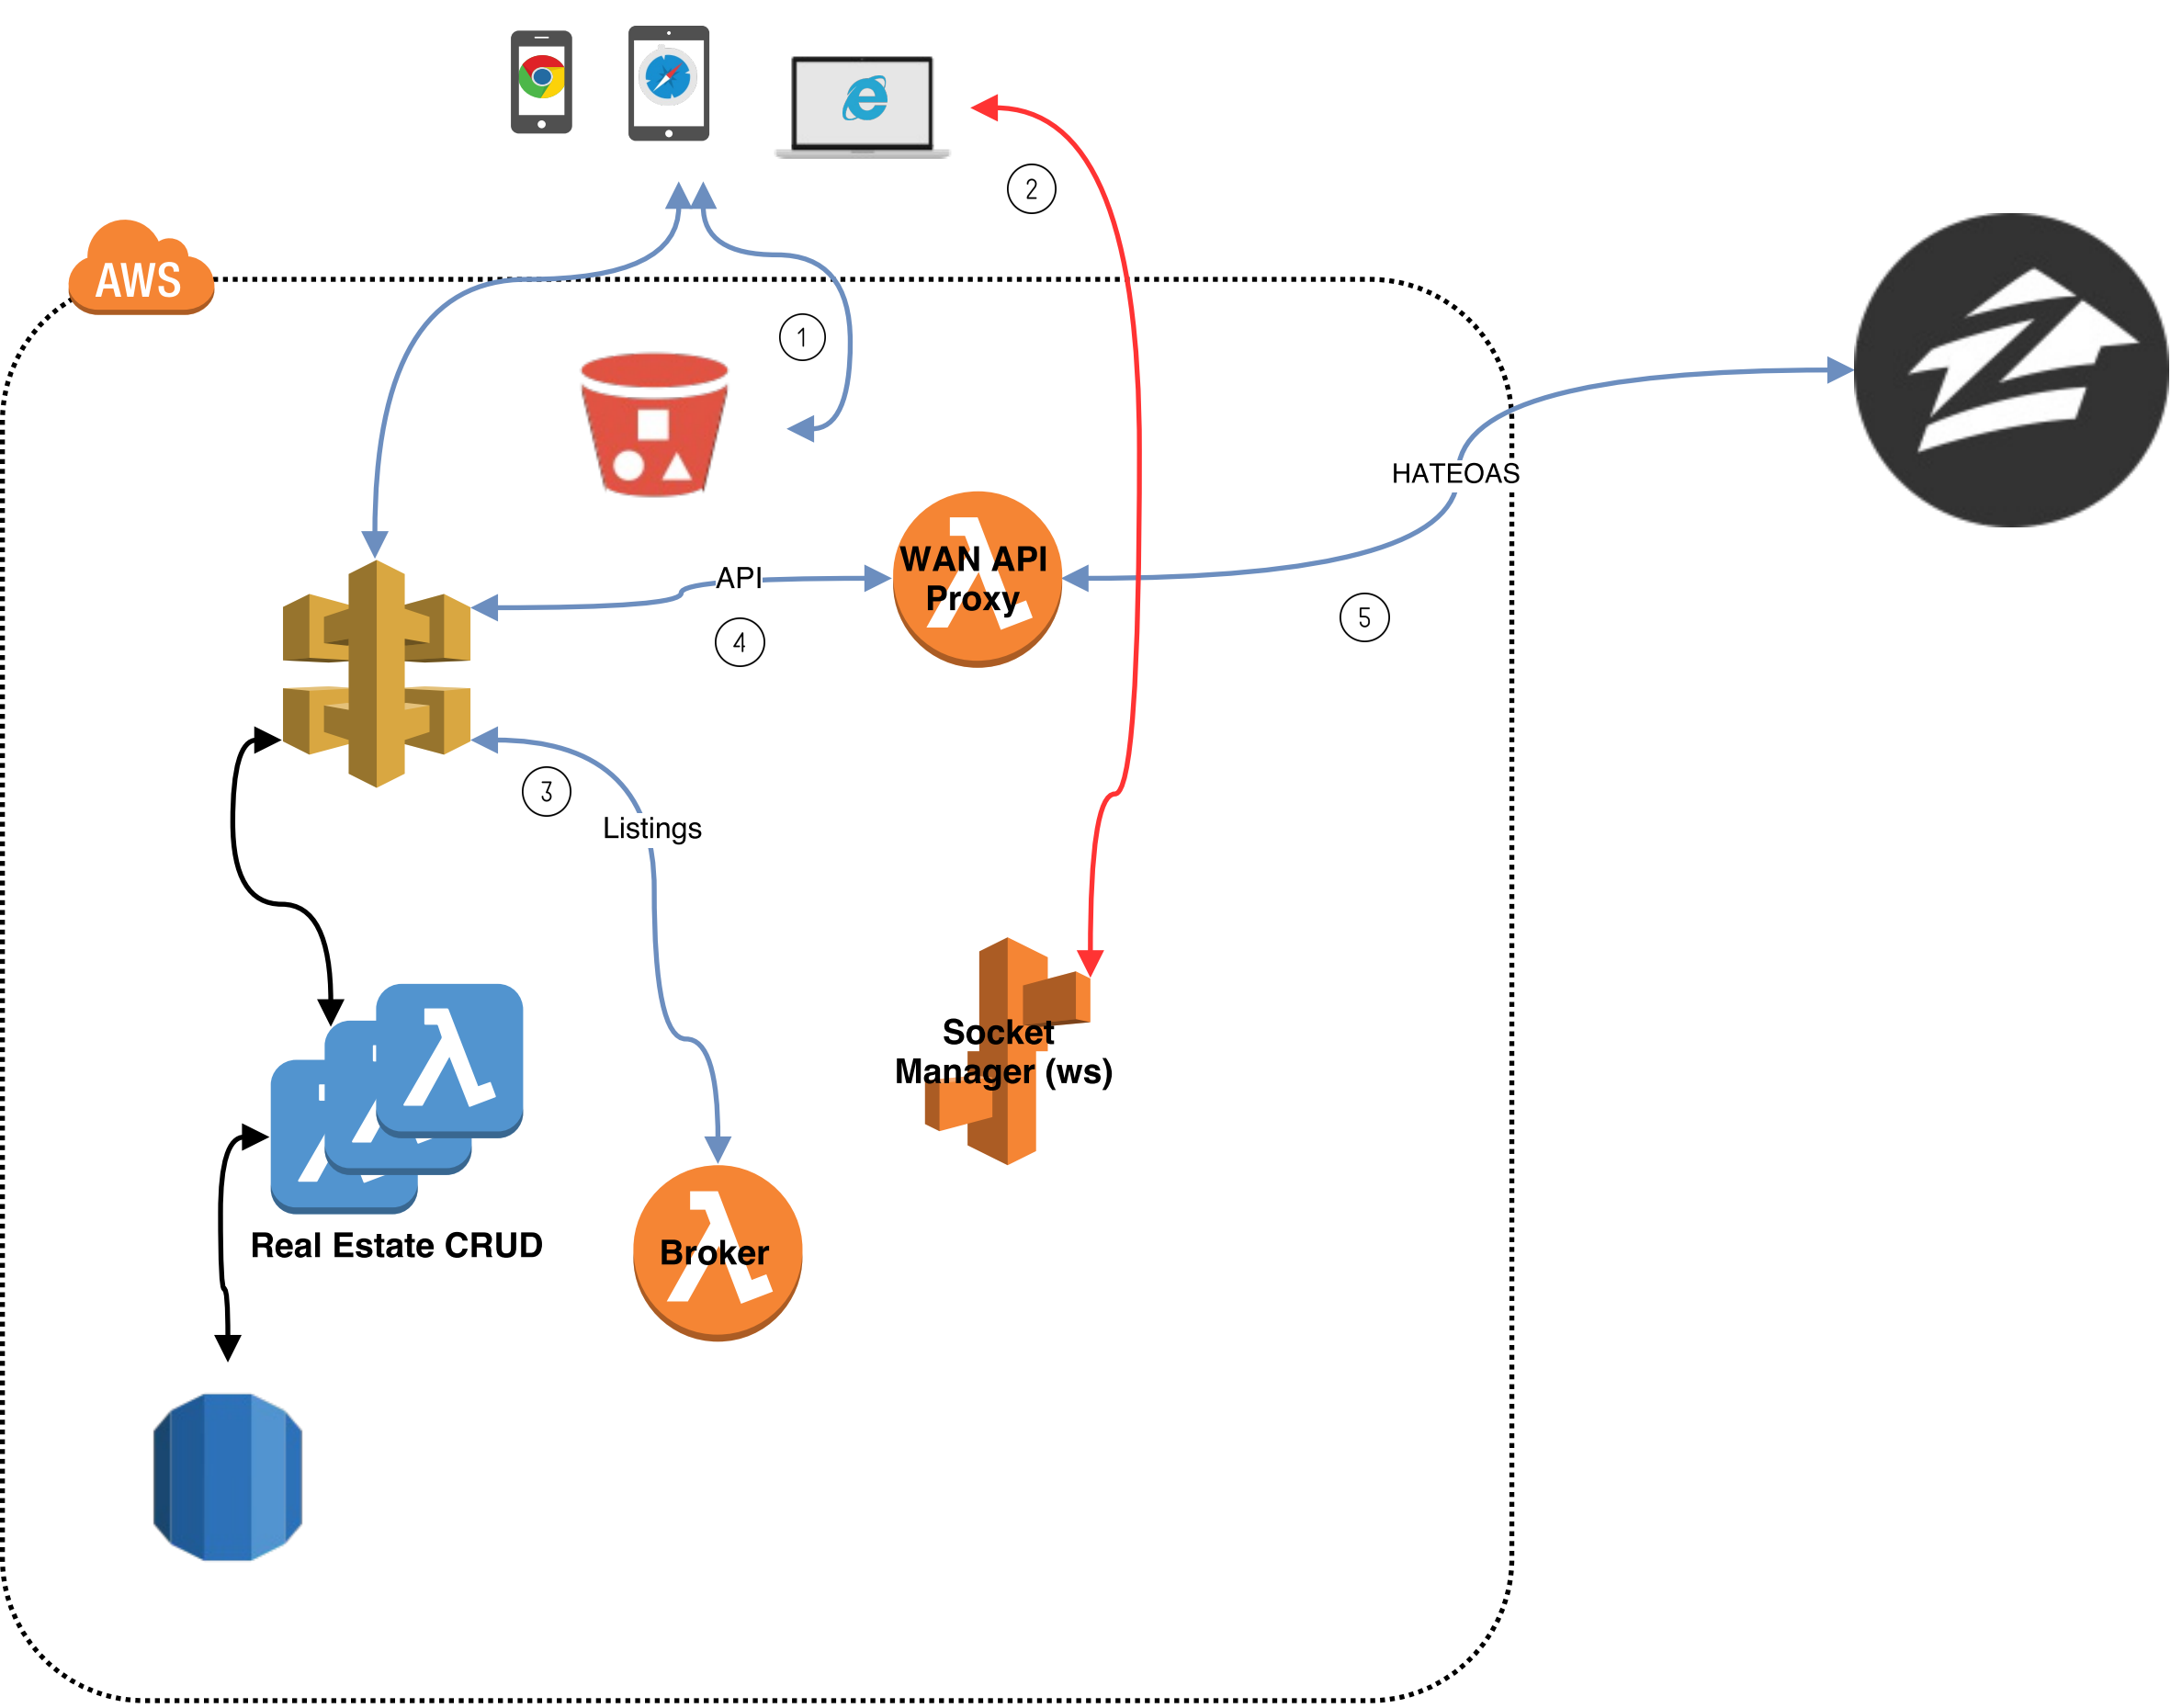 2
AWS
1
HATEOAS
WAN API
Proxy
API
5
4
3
Listings
Socket
Manager (ws)
Real Estate CRUD
Broker